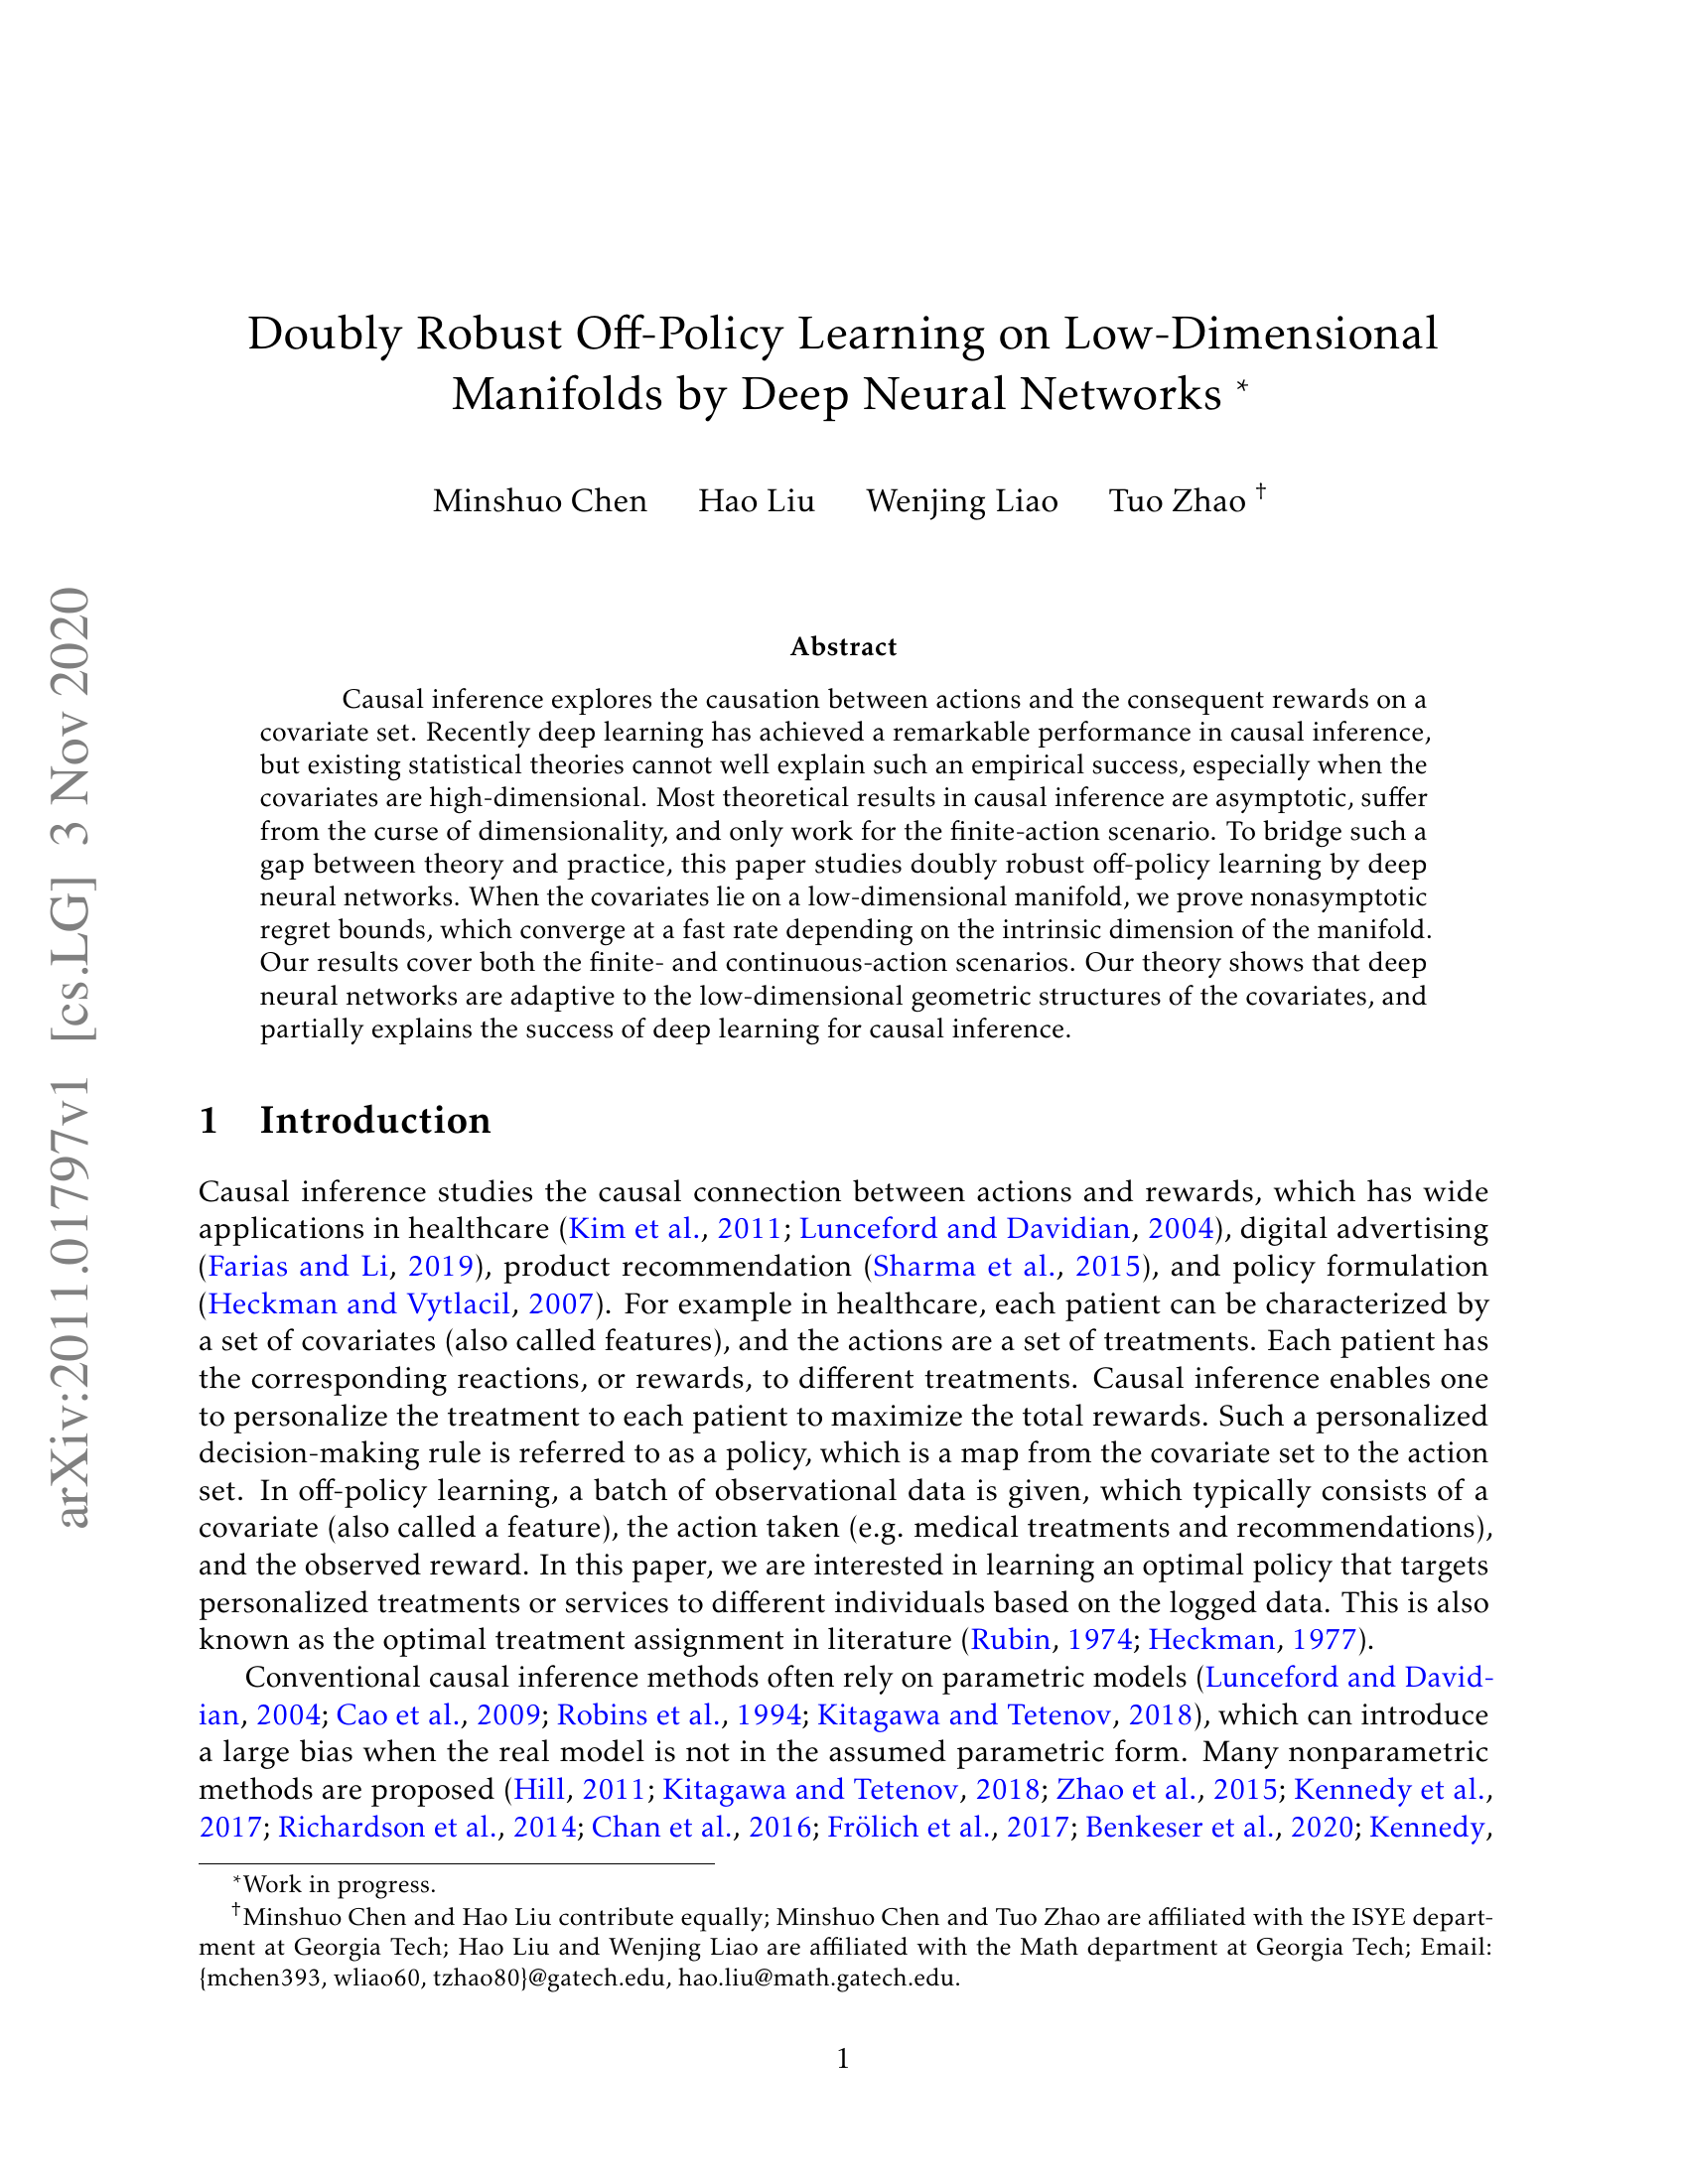 Doubly Robust Off-Policy Learning on Low-Dimensional
Manifolds by Deep Neural Networks *
Minshuo Chen Hao Liu Wenjing Liao Tuo Zhao †
Abstract
Causal inference explores the causation between actions and the consequent rewards on a
covariate set. Recently deep learning has achieved a remarkable performance in causal inference,
but existing statistical theories cannot well explain such an empirical success, especially when the
covariates are high-dimensional. Most theoretical results in causal inference are asymptotic, suffer
from the curse of dimensionality, and only work for the finite-action scenario. To bridge such a
gap between theory and practice, this paper studies doubly robust off-policy learning by deep
neural networks. When the covariates lie on a low-dimensional manifold, we prove nonasymptotic
regret bounds, which converge at a fast rate depending on the intrinsic dimension of the manifold.
Our results cover both the finite- and continuous-action scenarios. Our theory shows that deep
neural networks are adaptive to the low-dimensional geometric structures of the covariates, and
partially explains the success of deep learning for causal inference.
1 Introduction
Causal inference studies the causal connection between actions and rewards, which has wide
applications in healthcare (Kim et al., 2011; Lunceford and Davidian, 2004), digital advertising
(Farias and Li, 2019), product recommendation (Sharma et al., 2015), and policy formulation
(Heckman and Vytlacil, 2007). For example in healthcare, each patient can be characterized by
a set of covariates (also called features), and the actions are a set of treatments. Each patient has
the corresponding reactions, or rewards, to different treatments. Causal inference enables one
to personalize the treatment to each patient to maximize the total rewards. Such a personalized
decision-making rule is referred to as a policy, which is a map from the covariate set to the action
set. In off-policy learning, a batch of observational data is given, which typically consists of a
covariate (also called a feature), the action taken (e.g. medical treatments and recommendations),
and the observed reward. In this paper, we are interested in learning an optimal policy that targets
personalized treatments or services to different individuals based on the logged data. This is also
known as the optimal treatment assignment in literature (Rubin, 1974; Heckman, 1977).
Conventional causal inference methods often rely on parametric models (Lunceford and David-
ian, 2004; Cao et al., 2009; Robins et al., 1994; Kitagawa and Tetenov, 2018), which can introduce
a large bias when the real model is not in the assumed parametric form. Many nonparametric
methods are proposed (Hill, 2011; Kitagawa and Tetenov, 2018; Zhao et al., 2015; Kennedy et al.,
2017; Richardson et al., 2014; Chan et al., 2016; Frölich et al., 2017; Benkeser et al., 2020; Kennedy,
*Work in progress.
†Minshuo Chen and Hao Liu contribute equally; Minshuo Chen and Tuo Zhao are affiliated with the ISYE depart-
ment at Georgia Tech; Hao Liu and Wenjing Liao are affiliated with the Math department at Georgia Tech; Email:
{mchen393, wliao60, tzhao80}@gatech.edu, hao.liu@math.gatech.edu.
1
arXiv:2011.01797v1 [cs.LG] 3 Nov 2020